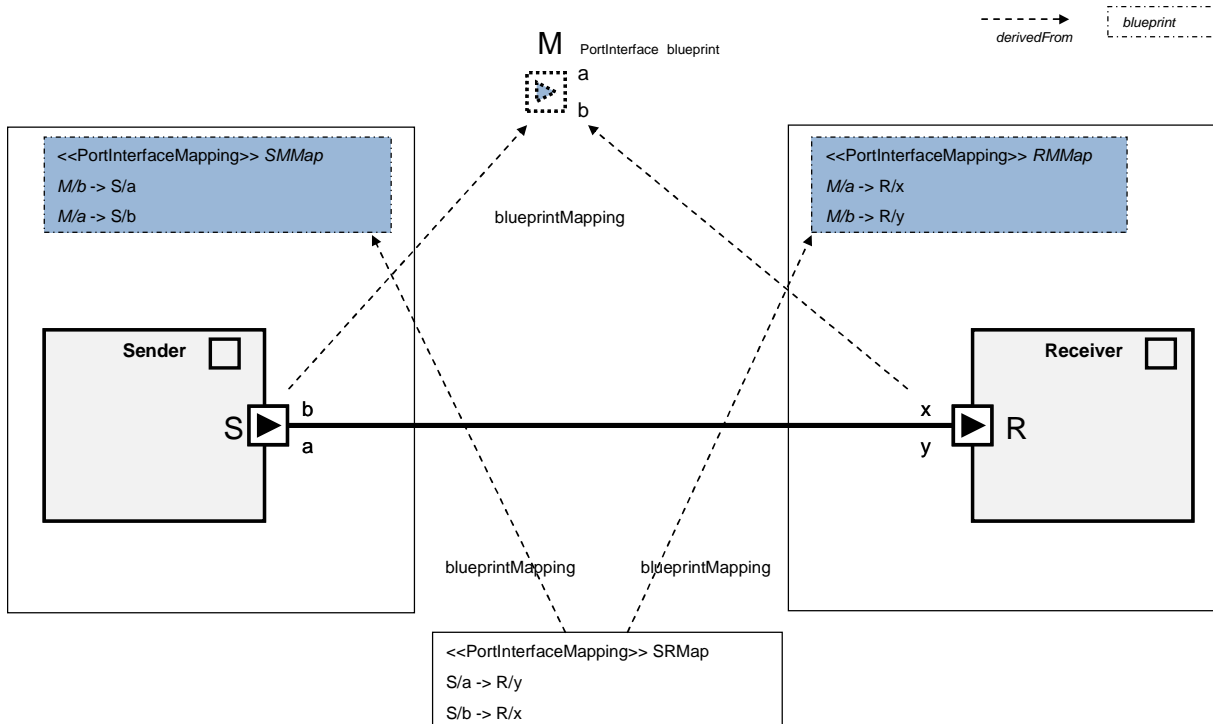 derivedFrom
blueprint
M PortInterface blueprint
a
b
<<PortInterfaceMapping>> SMMap
M/b -> S/a
M/a -> S/b
<<PortInterfaceMapping>> RMMap
M/a -> R/x
M/b -> R/y
blueprintMapping
Sender
Receiver
S
b
a
x
y
R
blueprintMapping
blueprintMapping
<<PortInterfaceMapping>> SRMap
S/a -> R/y
S/b -> R/x